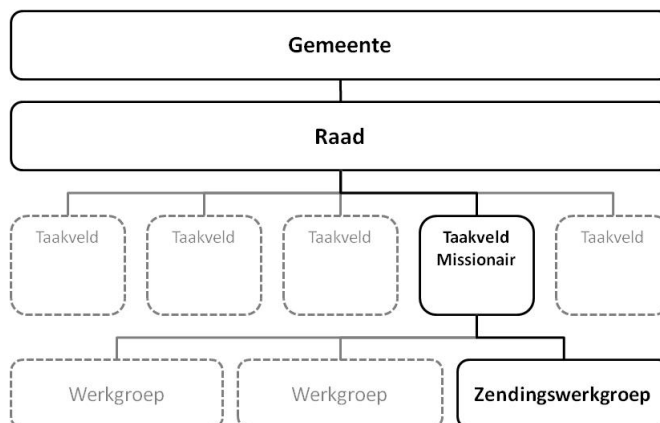 Gemeente
Raad
Taakveld
Taakveld
Taakveld
Taakveld
Missionair
Taakveld
Werkgroep
Werkgroep
Zendingswerkgroep